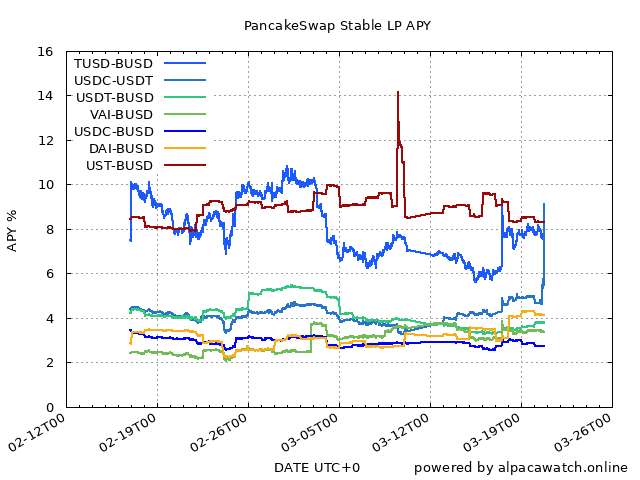 PancakeSwap Stable LP APY
16
14
12
10
8
6
4
2
0
APY %
TUSD-BUSD
USDC-USDT
USDT-BUSD
VAI-BUSD
USDC-BUSD
DAI-BUSD
UST-BUSD
02-12T00
02-19T00
02-26T00
03-05T00
03-12T00
03-19T00
03-26T00
DATE UTC+0
powered by alpacawatch.online